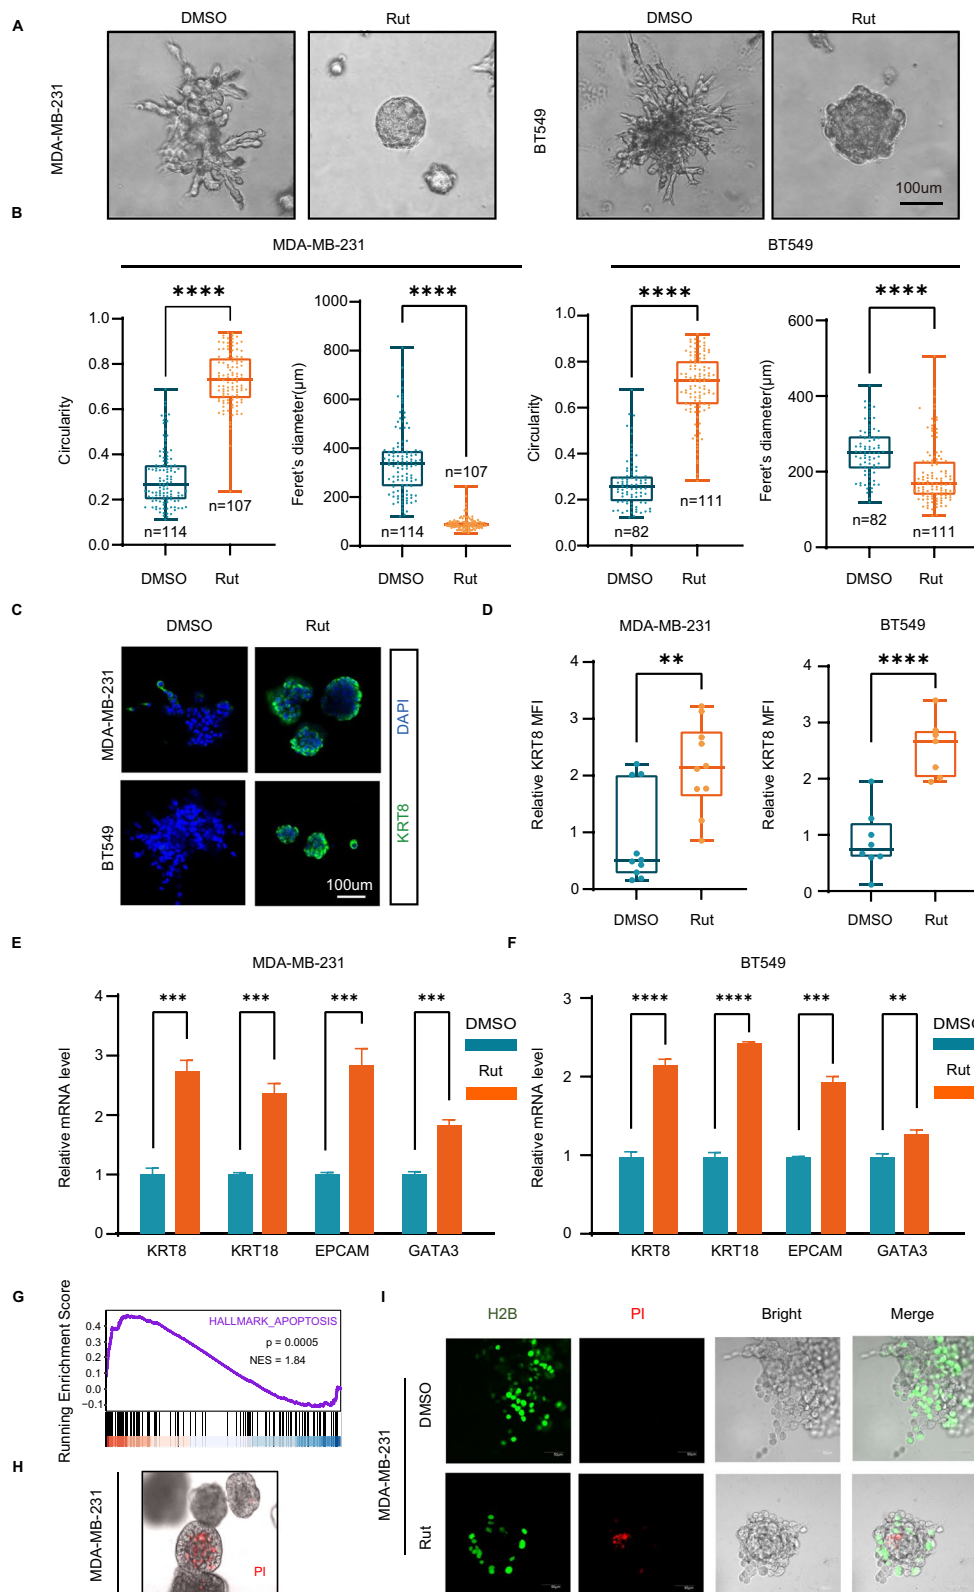 A
DMSO
Rut
DMSO
Rut
MDA-MB-231
BT549
100um
B
MDA-MB-231
BT549
****
****
****
****
Circularity
1.0
0.8
0.6
0.4
0.2
0.0
n=114
n=107
DMSO
Rut
Feret's diameter(μm)
1000
800
600
400
200
0
n=114
n=107
DMSO
Rut
Circularity
1.0
0.8
0.6
0.4
0.2
0.0
n=82
n=111
DMSO
Rut
Feret's diameter(μm)
600
400
200
0
n=82
n=111
DMSO
Rut
C
DMSO
Rut
MDA-MB-231
BT549
100um
KRT8
DAPI
D
MDA-MB-231
**
Relative KRT8 MFI
4
3
2
1
0
DMSO
Rut
BT549
****
Relative KRT8 MFI
4
3
2
1
0
DMSO
Rut
E
MDA-MB-231
Relative mRNA level
4
3
2
1
0
***
***
***
***
DMSO
Rut
KRT8
KRT18
EPCAM
GATA3
F
BT549
Relative mRNA level
3
2
1
0
****
****
***
**
DMSO
Rut
KRT8
KRT18
EPCAM
GATA3
G
Running Enrichment Score
0.4
0.3
0.2
0.1
0.0
−0.1
HALLMARK_APOPTOSIS
p = 0.0005
NES = 1.84
H
MDA-MB-231
PI
I
H2B
PI
Bright
Merge
MDA-MB-231
DMSO
Rut